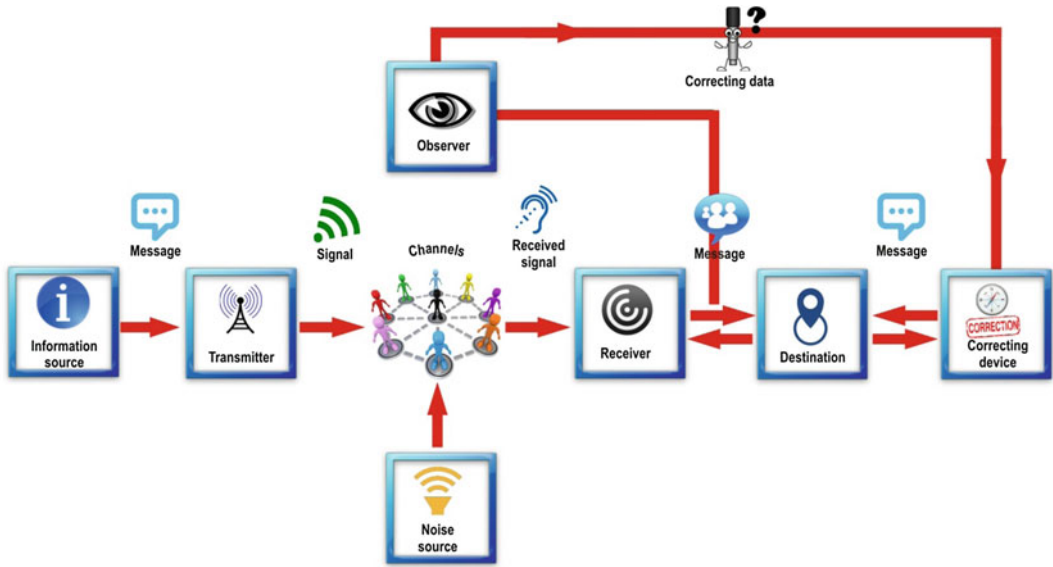 ?
Correcting data
Observer
Message
Signal
Channels
Received
signal
Message
Message
i
Information
source
Transmitter
Receiver
Destination
CORRECTION
Correcting
device
Noise
source